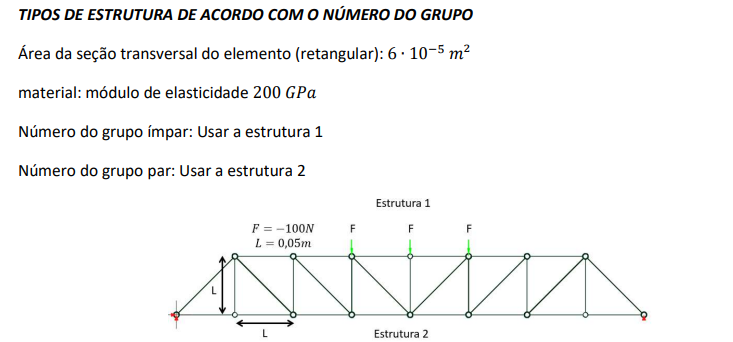 TIPOS DE ESTRUTURA DE ACORDO COM O NÚMERO DO GRUPO
Área da seção transversal do elemento (retangular): 6 · 10⁻⁵ m²
material: módulo de elasticidade 200 GPa
Número do grupo ímpar: Usar a estrutura 1
Número do grupo par: Usar a estrutura 2
Estrutura 1
F = −100N
L = 0,05m
F F F
L
L
Estrutura 2